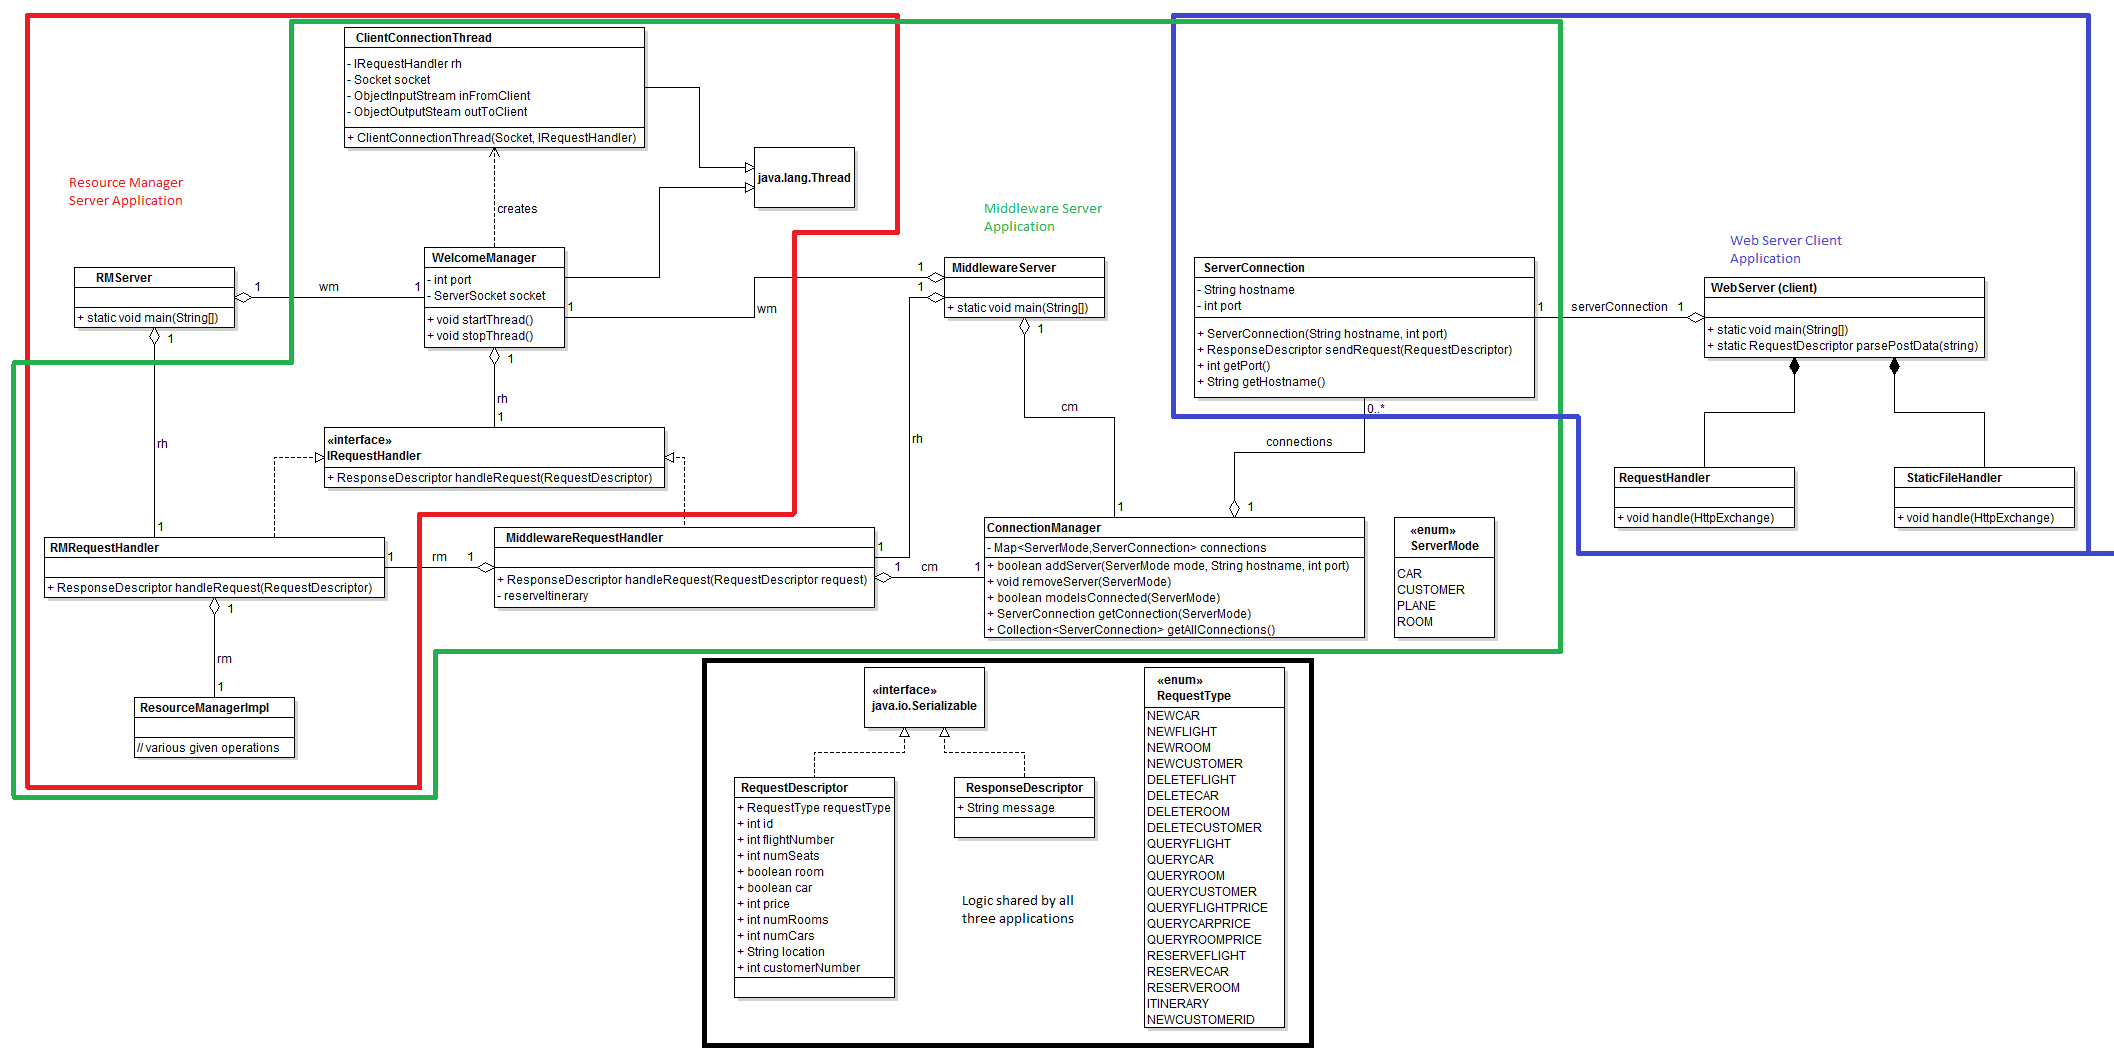 ClientConnectionThread
- IRequestHandler rh
- Socket socket
- ObjectInputStream inFromClient
- ObjectOutputSteam outToClient
+ ClientConnectionThread(Socket, IRequestHandler)
java.lang.Thread
Resource Manager
Server Application
creates
Middleware Server
Application
Web Server Client
Application
RMServer
+ static void main(String[])
1
wm
1
1
WelcomeManager
- int port
- ServerSocket socket
+ void startThread()
+ void stopThread()
1
1
wm
1
1
MiddlewareServer
+ static void main(String[])
1
ServerConnection
- String hostname
- int port
+ ServerConnection(String hostname, int port)
+ ResponseDescriptor sendRequest(RequestDescriptor)
+ int getPort()
+ String getHostname()
1
serverConnection
1
WebServer (client)
+ static void main(String[])
+ static RequestDescriptor parsePostData(string)
rh
1
rh
1
rh
cm
1
0..*
connections
1
«interface»
IRequestHandler
+ ResponseDescriptor handleRequest(RequestDescriptor)
RequestHandler
+ void handle(HttpExchange)
StaticFileHandler
+ void handle(HttpExchange)
RMRequestHandler
+ ResponseDescriptor handleRequest(RequestDescriptor)
1
1
rm
1
MiddlewareRequestHandler
+ ResponseDescriptor handleRequest(RequestDescriptor request)
- reserveItinerary
1
1
cm
1
ConnectionManager
- Map<ServerMode,ServerConnection> connections
+ boolean addServer(ServerMode mode, String hostname, int port)
+ void removeServer(ServerMode)
+ boolean modeIsConnected(ServerMode)
+ ServerConnection getConnection(ServerMode)
+ Collection<ServerConnection> getAllConnections()
«enum»
ServerMode
CAR
CUSTOMER
PLANE
ROOM
rm
1
ResourceManagerImpl
// various given operations
«interface»
java.io.Serializable
RequestDescriptor
+ RequestType requestType
+ int id
+ int flightNumber
+ int numSeats
+ boolean room
+ boolean car
+ int price
+ int numRooms
+ int numCars
+ String location
+ int customerNumber
ResponseDescriptor
+ String message
Logic shared by all
three applications
«enum»
RequestType
NEWCAR
NEWFLIGHT
NEWROOM
NEWCUSTOMER
DELETEFLIGHT
DELETECAR
DELETEROOM
DELETECUSTOMER
QUERYFLIGHT
QUERYCAR
QUERYROOM
QUERYCUSTOMER
QUERYFLIGHTPRICE
QUERYCARPRICE
QUERYROOMPRICE
RESERVEFLIGHT
RESERVECAR
RESERVEROOM
ITINERARY
NEWCUSTOMERID